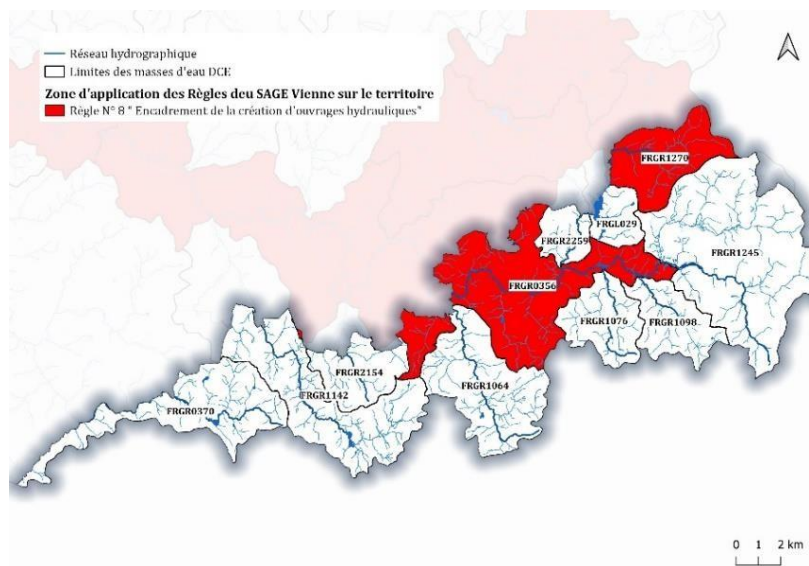 Réseau hydrographique
Limites des masses d'eau DCE
Zone d'application des Règles deu SAGE Vienne sur le territoire
Règle N° 8 " Encadrement de la création d'ouvrages hydrauliques"
FRGR1270
FRGL029
FRGR2259
FRGR1245
FRGR0356
FRGR1076
FRGR1098
FRGR2154
FRGR1064
FRGR1142
FRGR0370
0 1 2 km